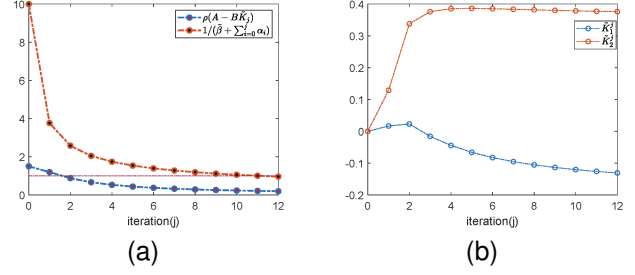 10
8
6
4
2
0
0 2 4 6 8 10 12
iteration(j)
ρ(A − BK̃ⱼ)
1/(β̃ + ∑ʲᵢ₌₀ αᵢ)
(a)
0.4
0.3
0.2
0.1
0
-0.1
-0.2
0 2 4 6 8 10 12
iteration(j)
K̃₁ʲ
K̃₂ʲ
(b)